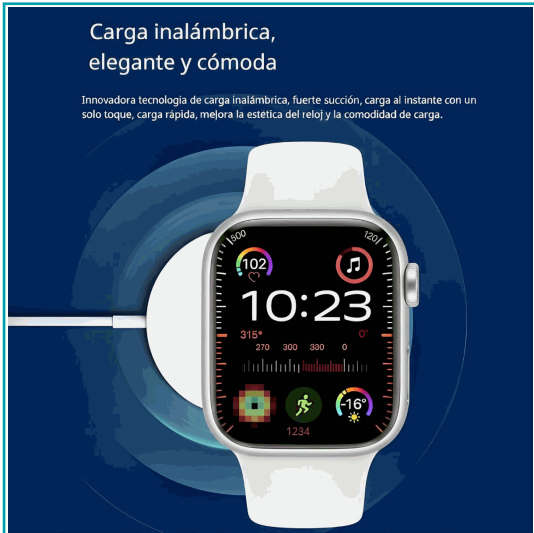 Carga inalámbrica,
elegante y cómoda
Innovadora tecnologia de carga inalámbrica, fuerte succión, carga al instante con un
solo toque, carga rápida, mejora la estetica del reloj y la comodidad de carga.
500
120
102
10:23
315°
0°
270 300 330 0
-16°
1234